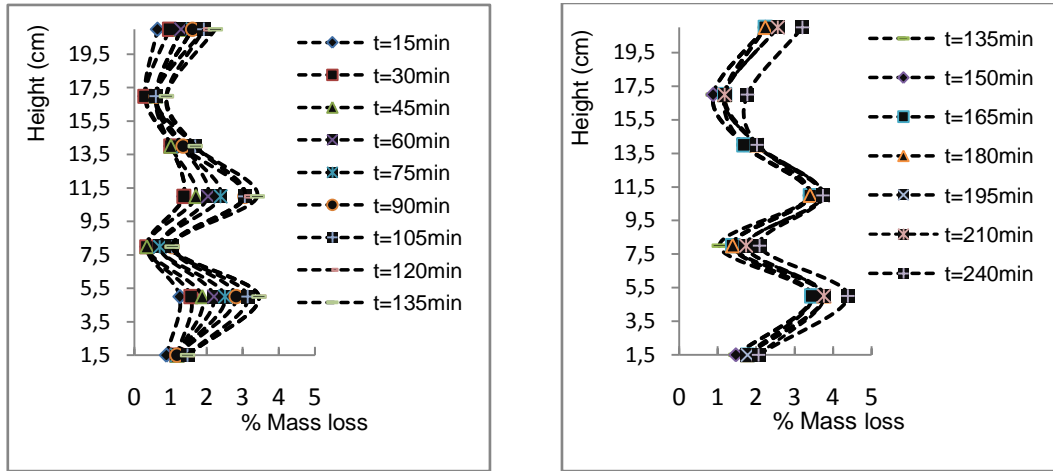 Height (cm)
19,5
17,5
15,5
13,5
11,5
9,5
7,5
5,5
3,5
1,5
0 1 2 3 4 5
% Mass loss
t=15min
t=30min
t=45min
t=60min
t=75min
t=90min
t=105min
t=120min
t=135min
Height (cm)
19,5
17,5
15,5
13,5
11,5
9,5
7,5
5,5
3,5
1,5
0 1 2 3 4 5
% Mass loss
t=135min
t=150min
t=165min
t=180min
t=195min
t=210min
t=240min